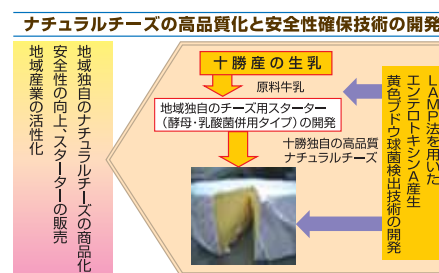 ナチュラルチーズの高品質化と安全性確保技術の開発
十勝産の生乳
原料牛乳
地域独自のチーズ用スターター
（酵母・乳酸菌併用タイプ）の開発
十勝独自の高品質
ナチュラルチーズ
LAMP法を用いた
エンテロトキシンA産生
黄色ブドウ球菌検出技術の開発
地域独自のナチュラルチーズの商品化
安全性の向上、スターターの販売
地域産業の活性化